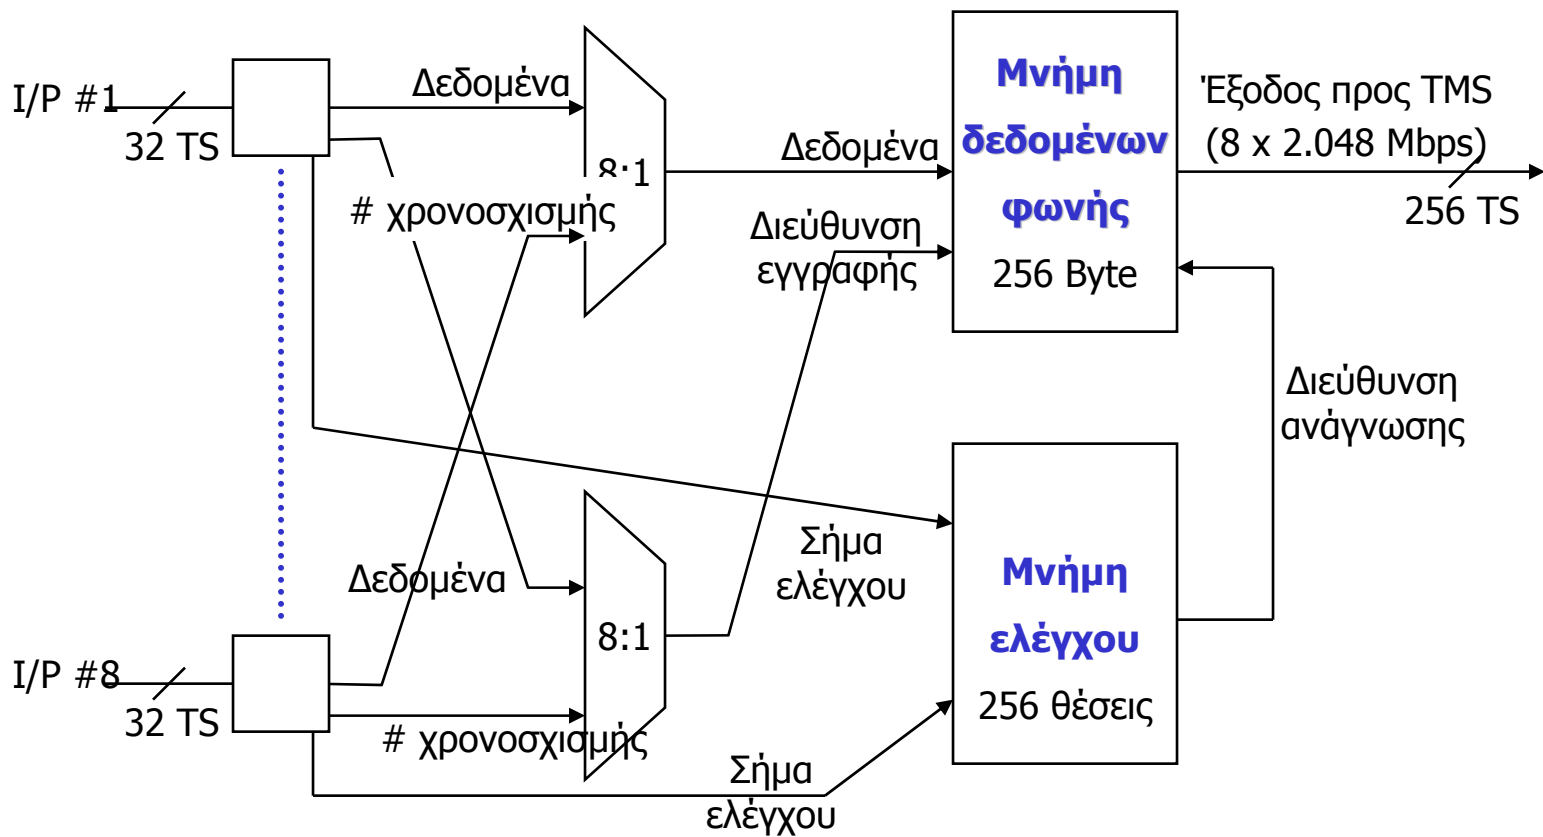 I/P #1
32 TS
Δεδομένα
# χρονοσχισμής
8:1
Δεδομένα
Διεύθυνση
εγγραφής
Μνήμη
δεδομένων
φωνής
256 Byte
Έξοδος προς TMS
(8 x 2.048 Mbps)
256 TS
Διεύθυνση
ανάγνωσης
I/P #8
32 TS
Δεδομένα
# χρονοσχισμής
8:1
Σήμα
ελέγχου
Σήμα
ελέγχου
Μνήμη
ελέγχου
256 θέσεις